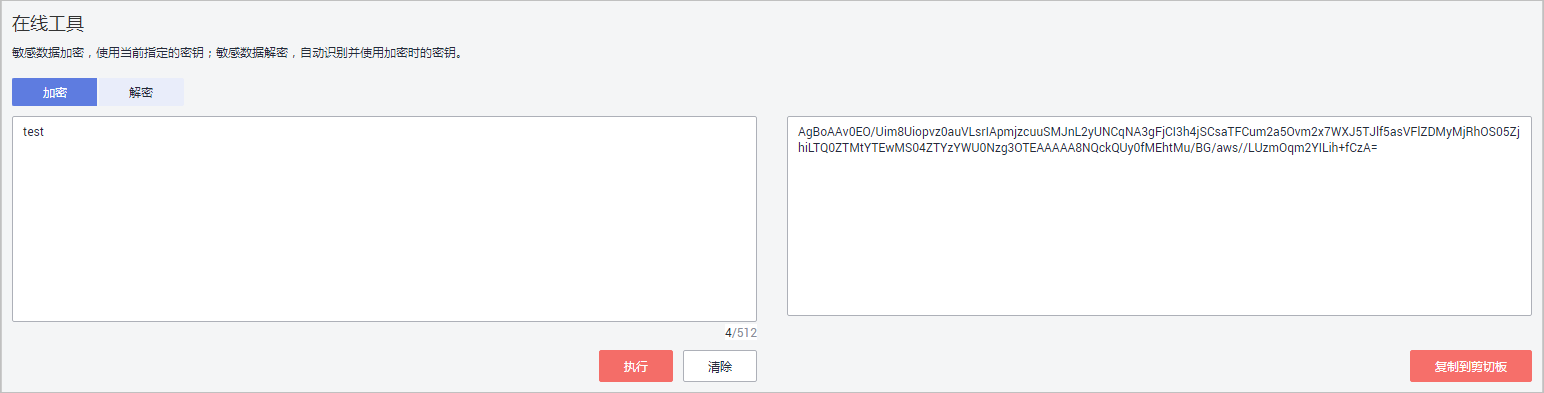 在线工具
敏感数据加密，使用当前指定的密钥；敏感数据解密，自动识别并使用加密时的密钥。
加密 解密
test
AgBoAAv0EO/Uim8Uiopvz0auVLsrIApmjzcuuSMJnL2yUNCqNA3gFjCI3h4jSCsaTFCum2a5Ovm2x7WXJ5TJlf5asVFlZDMyMjRhOS05Zj
hiLTQ0ZTMtYTEwMS04ZTYzYWU0Nzg3OTEAAAAA8NQckQUy0fMEhtMu/BG/aws//LUzmOqm2YILih+fCzA=
4/512
执行 清除 复制到剪切板